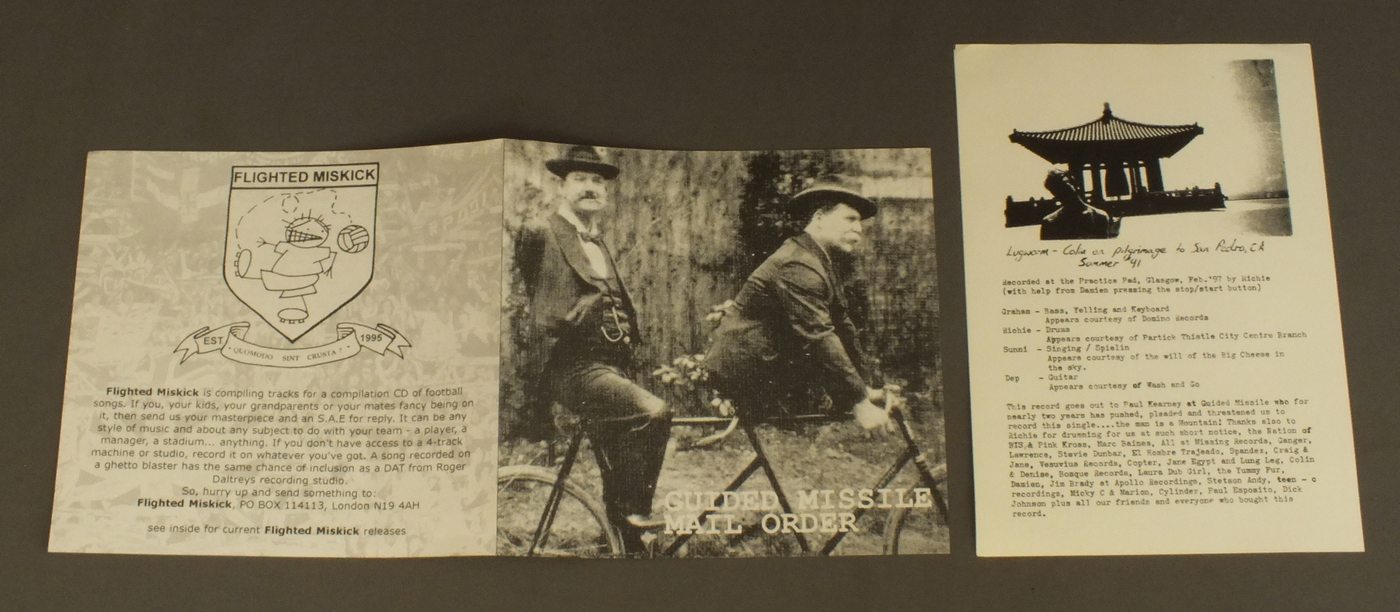 FLIGHTED MISKICK
EST. 1995
QUOMODO SINT CRUSTA?
Flighted Miskick is compiling tracks for a compilation CD of football
songs. If you, your kids, your grandparents or your mates fancy being on
it, then send us your masterpiece and an S.A.E for reply. It can be any
style of music and about any subject to do with your team - a player, a
manager, a stadium... anything. If you don't have access to a 4-track
machine or studio, record it on whatever you've got. A song recorded on
a ghetto blaster has the same chance of inclusion as a DAT from Roger
Daltreys recording studio.
So, hurry up and send something to:
Flighted Miskick, PO BOX 114113, London N19 4AH
see inside for current Flighted Miskick releases
GUIDED MISSILE
MAIL ORDER
Lugworm - Colin on pilgrimage to San Pedro, CA
Summer '91
Recorded at the Practice Pad, Glasgow, Feb.'97 by Richie
(with help from Damien pressing the stop/start button)
Graham - Bass, Yelling and Keyboard
Appears courtesy of Domino Records
Richie - Drums
Appears courtesy of Partick Thistle City Centre Branch
Sunni - Singing / Spielin
Appears courtesy of the will of the Big Cheese in
the sky.
Dep - Guitar
Appears courtesy of Wash and Go
This record goes out to Paul Kearney at Guided Missile who for
nearly two years has pushed, pleaded and threatened us to
record this single....the man is a Mountain! Thanks also to
Richie for drumming for us at such short notice, the Nation of
BIS & Pink Kross, Marc Baines, All at Missing Records, Ganger,
Lawrence, Stevie Dunbar, El Hombre Trajeado, Spandex, Craig &
Jane, Vesuvius Records, Copter, Jane Egypt and Lung Leg, Colin
& Denise, Bosque Records, Laura Dub Girl, the Yummy Fur,
Damien, Jim Brady at Apollo Recordings, Stetson Andy, teen - c
recordings, Micky C & Marion, Cylinder, Paul Esposito, Dick
Johnson plus all our friends and everyone who bought this
record.